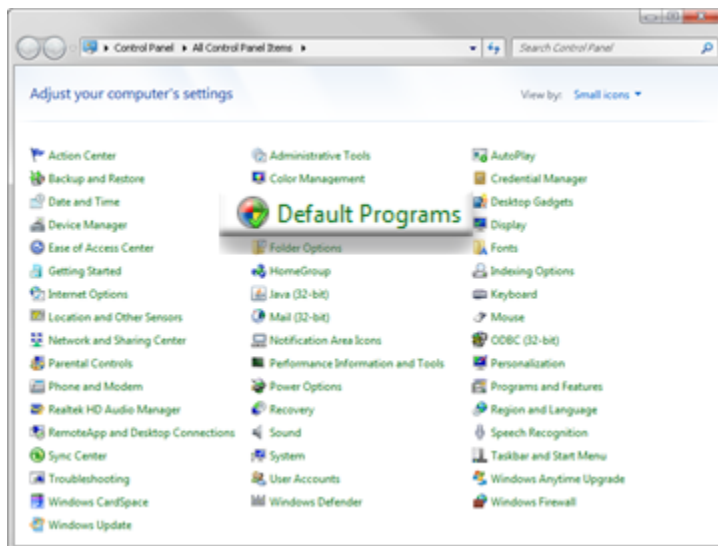 Control Panel All Control Panel Items
Search Control Panel
Adjust your computer's settings
View by: Small icons
Action Center
Administrative Tools
AutoPlay
Backup and Restore
Color Management
Credential Manager
Date and Time
Default Programs
Desktop Gadgets
Device Manager
Display
Ease of Access Center
Folder Options
Fonts
Getting Started
HomeGroup
Indexing Options
Internet Options
Java (32-bit)
Keyboard
Location and Other Sensors
Mail (32-bit)
Mouse
Network and Sharing Center
Notification Area Icons
ODBC (32-bit)
Parental Controls
Performance Information and Tools
Personalization
Phone and Modem
Power Options
Programs and Features
Realtek HD Audio Manager
Recovery
Region and Language
RemoteApp and Desktop Connections
Sound
Speech Recognition
Sync Center
System
Taskbar and Start Menu
Troubleshooting
User Accounts
Windows Anytime Upgrade
Windows CardSpace
Windows Defender
Windows Firewall
Windows Update